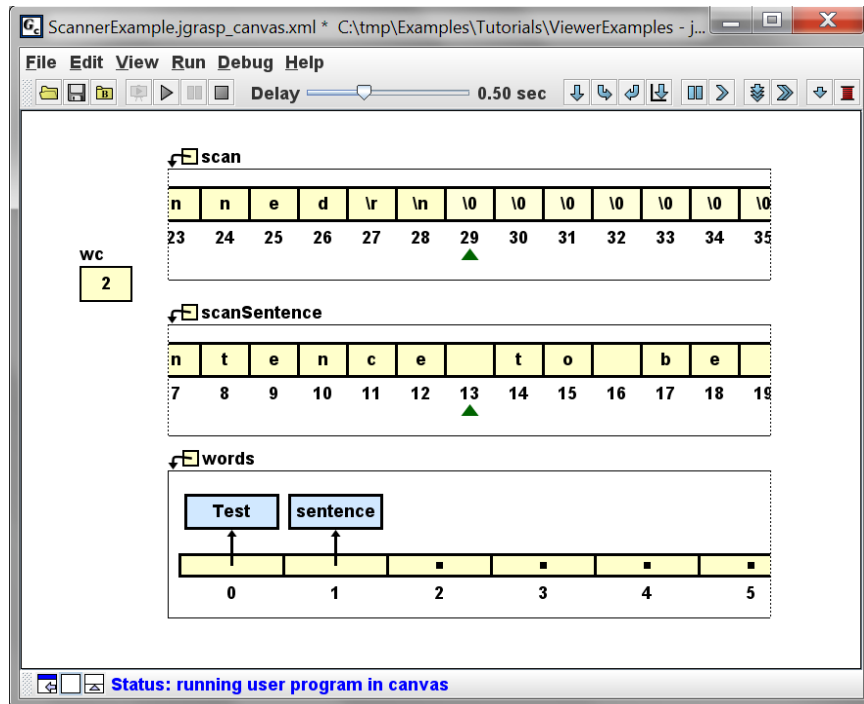 ScannerExample.jgrasp_canvas.xml *  C:\tmp\Examples\Tutorials\ViewerExamples - j...
File Edit View Run Debug Help
Delay 0.50 sec
scan
n n e d \r \n \0 \0 \0 \0 \0 \0 \0
23 24 25 26 27 28 29 30 31 32 33 34 35
wc
2
scanSentence
n t e n c e t o b e
7 8 9 10 11 12 13 14 15 16 17 18 19
words
Test sentence
0 1 2 3 4 5
Status: running user program in canvas